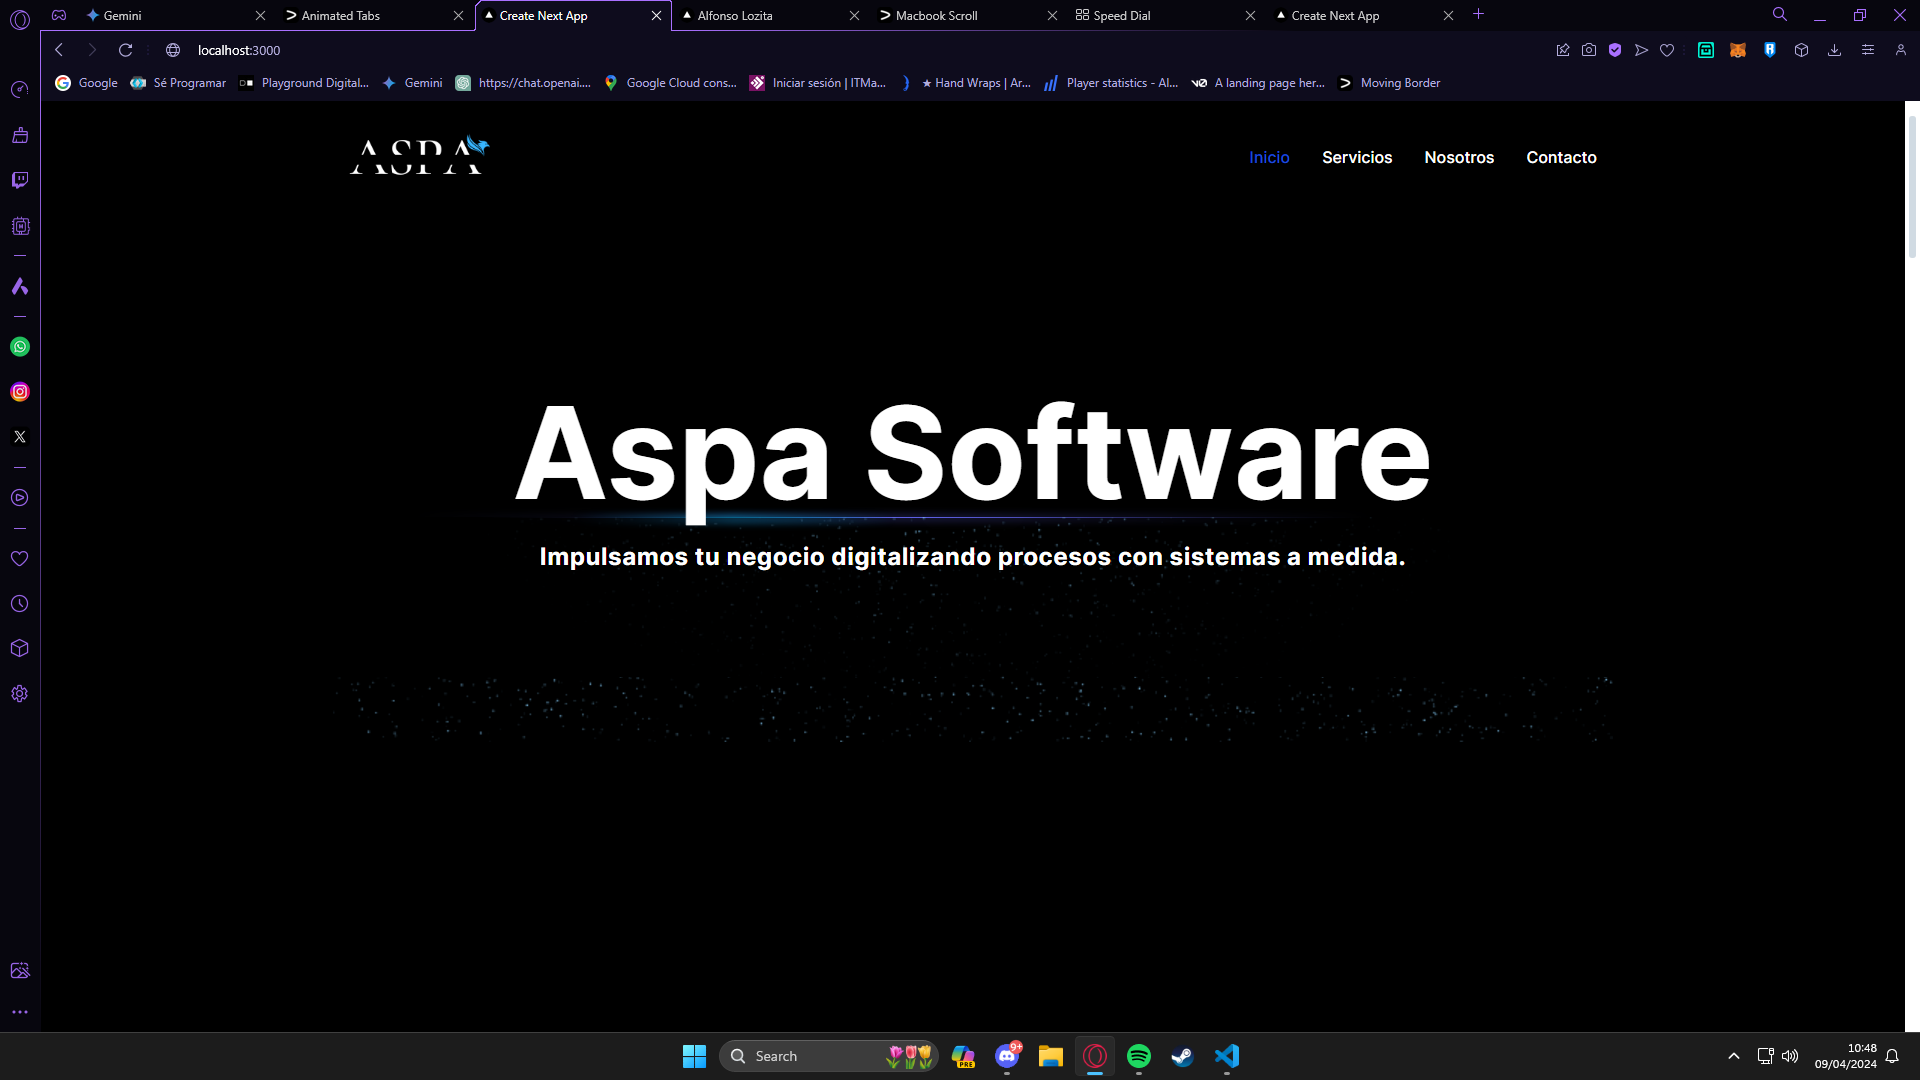 Gemini
Animated Tabs
Create Next App
Alfonso Lozita
Macbook Scroll
Speed Dial
Create Next App
localhost:3000
Google
Sé Programar
Playground Digital...
Gemini
https://chat.openai....
Google Cloud cons...
Iniciar sesión | ITMa...
★ Hand Wraps | Ar...
Player statistics - Al...
A landing page her...
Moving Border
ASPA
Inicio
Servicios
Nosotros
Contacto
Aspa Software
Impulsamos tu negocio digitalizando procesos con sistemas a medida.
Search
PRE
9+
10:48
09/04/2024